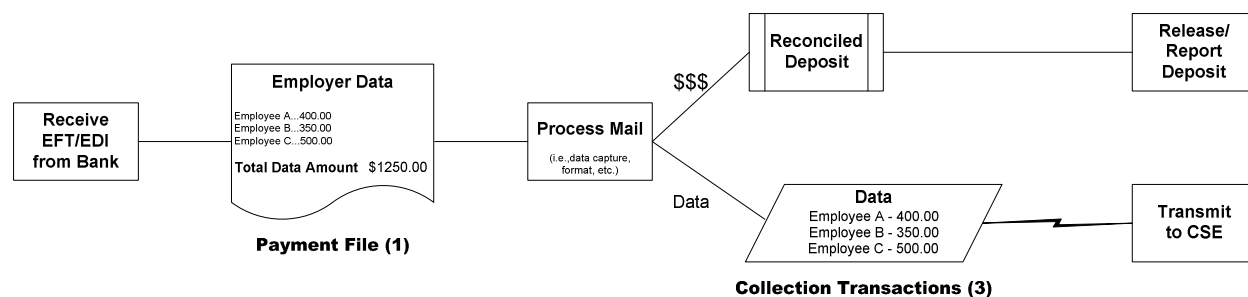 Receive
EFT/EDI
from Bank
Employer Data
Employee A...400.00
Employee B...350.00
Employee C...500.00
Total Data Amount $1250.00
Payment File (1)
Process Mail
(i.e.,data capture,
format, etc.)
$$$
Reconciled
Deposit
Release/
Report
Deposit
Data
Data
Employee A - 400.00
Employee B - 350.00
Employee C - 500.00
Collection Transactions (3)
Transmit
to CSE